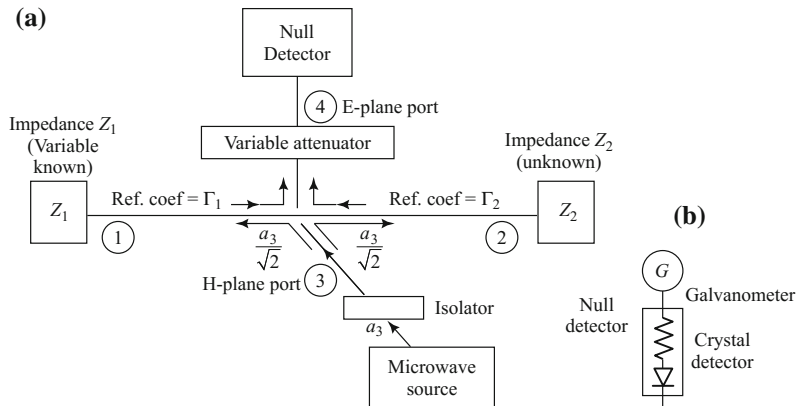 (a)
Null
Detector
4 E-plane port
Variable attenuator
Impedance Z₁
(Variable
known)
Z₁
Ref. coef = Γ₁
1
Impedance Z₂
(unknown)
Z₂
Ref. coef = Γ₂
2
a₃/√2
a₃/√2
H-plane port 3
Isolator
a₃
Microwave
source
(b)
G
Galvanometer
Null
detector
Crystal
detector